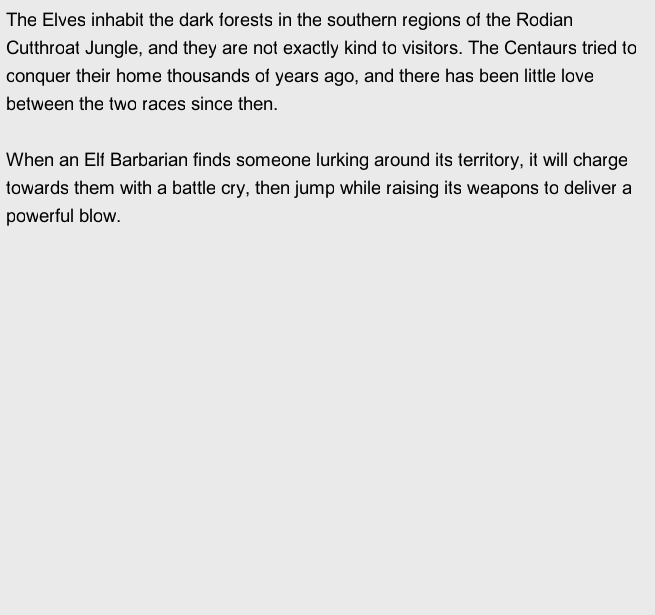 The Elves inhabit the dark forests in the southern regions of the Rodian
Cutthroat Jungle, and they are not exactly kind to visitors. The Centaurs tried to
conquer their home thousands of years ago, and there has been little love
between the two races since then.
When an Elf Barbarian finds someone lurking around its territory, it will charge
towards them with a battle cry, then jump while raising its weapons to deliver a
powerful blow.